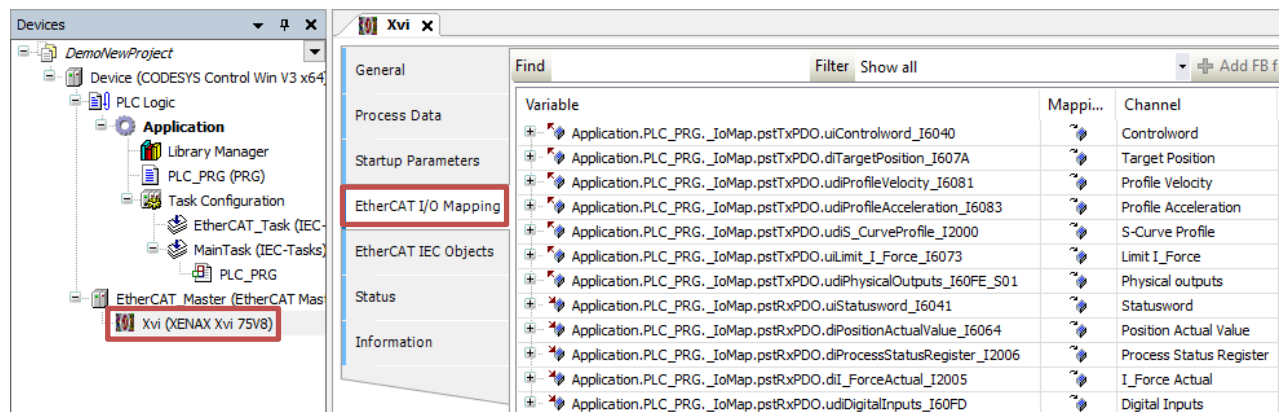 Devices
DemoNewProject
Device (CODESYS Control Win V3 x64
PLC Logic
Application
Library Manager
PLC_PRG (PRG)
Task Configuration
EtherCAT_Task (IEC-
MainTask (IEC-Tasks)
PLC_PRG
EtherCAT_Master (EtherCAT Mas
Xvi (XENAX Xvi 75V8)
Xvi
General
Process Data
Startup Parameters
EtherCAT I/O Mapping
EtherCAT IEC Objects
Status
Information
Find Filter Show all Add FB f
Variable Mappi... Channel
Application.PLC_PRG._IoMap.pstTxPDO.uiControlword_I6040 Controlword
Application.PLC_PRG._IoMap.pstTxPDO.diTargetPosition_I607A Target Position
Application.PLC_PRG._IoMap.pstTxPDO.udiProfileVelocity_I6081 Profile Velocity
Application.PLC_PRG._IoMap.pstTxPDO.udiProfileAcceleration_I6083 Profile Acceleration
Application.PLC_PRG._IoMap.pstTxPDO.udiS_CurveProfile_I2000 S-Curve Profile
Application.PLC_PRG._IoMap.pstTxPDO.uiLimit_I_Force_I6073 Limit I_Force
Application.PLC_PRG._IoMap.pstTxPDO.udiPhysicalOutputs_I60FE_S01 Physical outputs
Application.PLC_PRG._IoMap.pstRxPDO.uiStatusword_I6041 Statusword
Application.PLC_PRG._IoMap.pstRxPDO.diPositionActualValue_I6064 Position Actual Value
Application.PLC_PRG._IoMap.pstRxPDO.diProcessStatusRegister_I2006 Process Status Register
Application.PLC_PRG._IoMap.pstRxPDO.diI_ForceActual_I2005 I_Force Actual
Application.PLC_PRG._IoMap.pstRxPDO.udiDigitalInputs_I60FD Digital Inputs